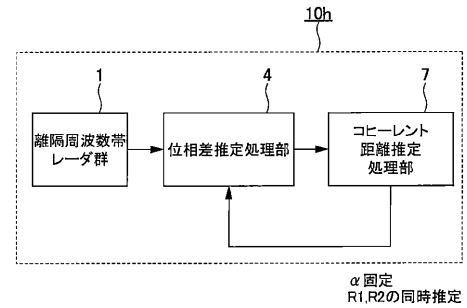 10h
1
4
7
離隔周波数帯
レーダ群
位相差推定処理部
コヒーレント
距離推定
処理部
α固定
R1,R2の同時推定